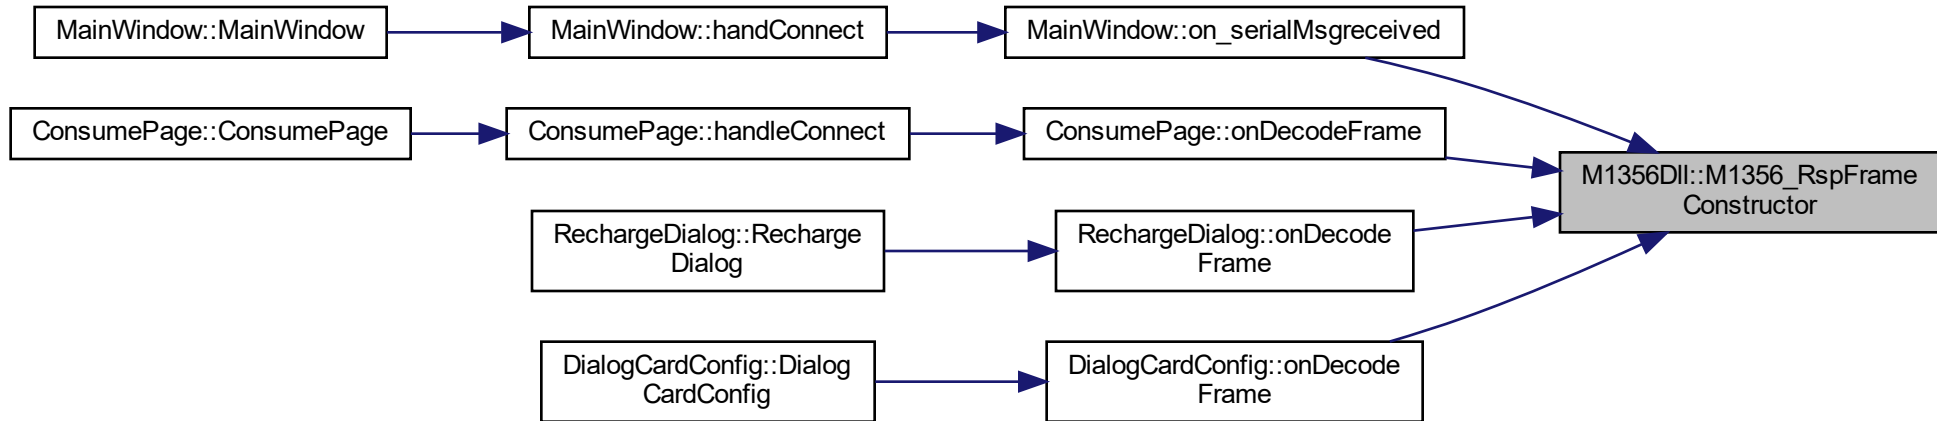 MainWindow::MainWindow
MainWindow::handConnect
MainWindow::on_serialMsgreceived
ConsumePage::ConsumePage
ConsumePage::handleConnect
ConsumePage::onDecodeFrame
M1356Dll::M1356_RspFrame
Constructor
RechargeDialog::Recharge
Dialog
RechargeDialog::onDecode
Frame
DialogCardConfig::Dialog
CardConfig
DialogCardConfig::onDecode
Frame